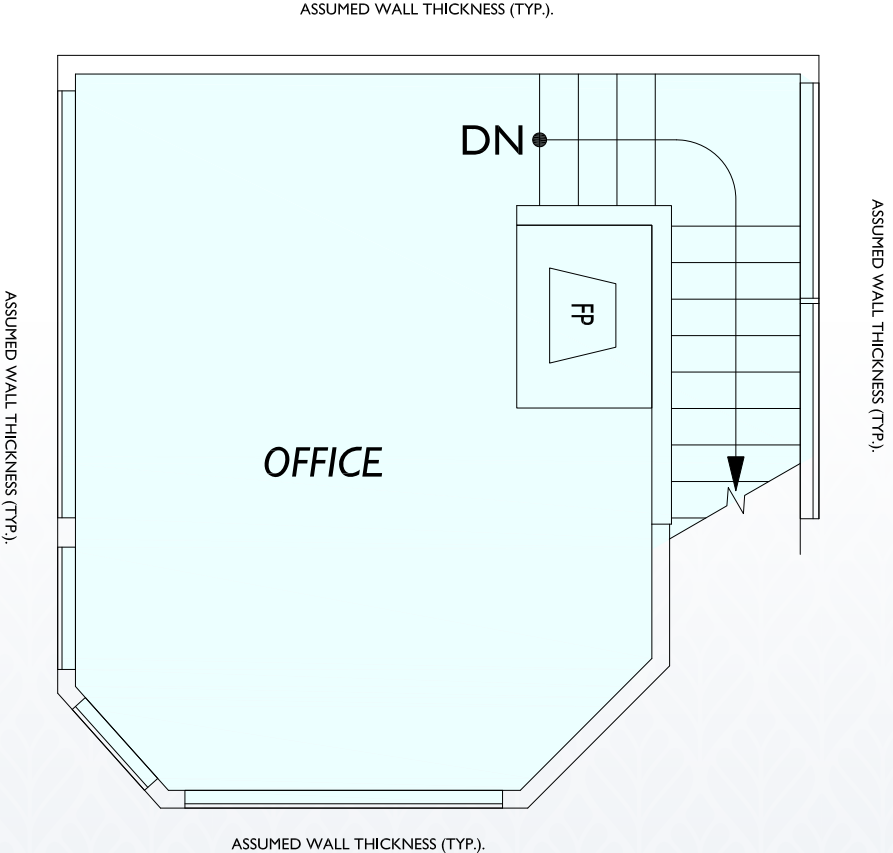 ASSUMED WALL THICKNESS (TYP.).
DN
ASSUMED WALL THICKNESS (TYP.).
FP
ASSUMED WALL THICKNESS (TYP.).
OFFICE
ASSUMED WALL THICKNESS (TYP.).